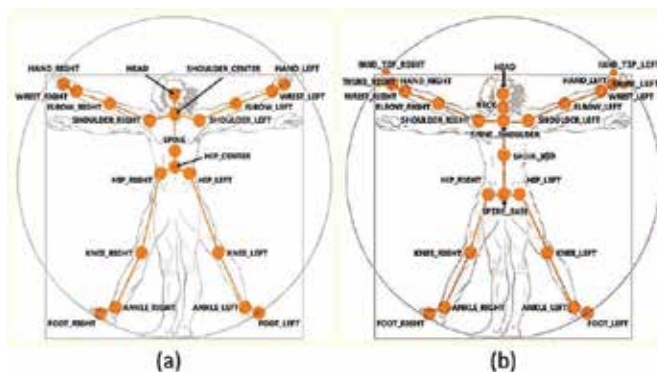 HAND_RIGHT HEAD SHOULDER_CENTER HAND_LEFT
WRIST_RIGHT WRIST_LEFT
ELBOW_RIGHT ELBOW_LEFT
SHOULDER_RIGHT SHOULDER_LEFT
SPINE
HIP_CENTER
HIP_RIGHT HIP_LEFT
KNEE_RIGHT KNEE_LEFT
ANKLE_RIGHT ANKLE_LEFT
FOOT_RIGHT FOOT_LEFT
(a)
HAND_TIP_RIGHT HEAD HAND_TIP_LEFT
THUMB_RIGHT HAND_RIGHT HAND_LEFT THUMB_LEFT
WRIST_RIGHT WRIST_LEFT
ELBOW_RIGHT NECK ELBOW_LEFT
SHOULDER_RIGHT SHOULDER_LEFT
SPINE_SHOULDER
SPINE_MID
HIP_RIGHT HIP_LEFT
SPINE_BASE
KNEE_RIGHT KNEE_LEFT
ANKLE_RIGHT ANKLE_LEFT
FOOT_RIGHT FOOT_LEFT
(b)